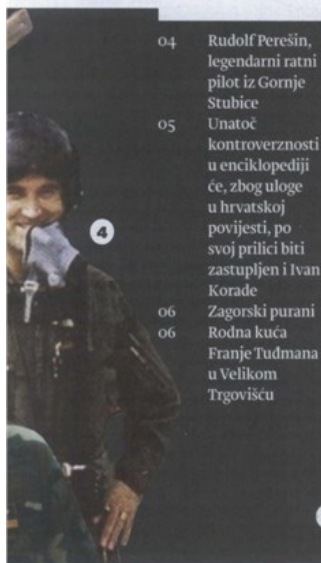 04 Rudolf Perešin,
legendarni ratni
pilot iz Gornje
Stubice
05 Unatoč
kontroverznosti
u enciklopediji
će, zbog uloge
u hrvatskoj
povijesti, po
svoj prilici biti
zastupljen i Ivan
Korade
06 Zagorski purani
06 Rodna kuća
Franje Tuđmana
u Velikom
Trgovišću
4